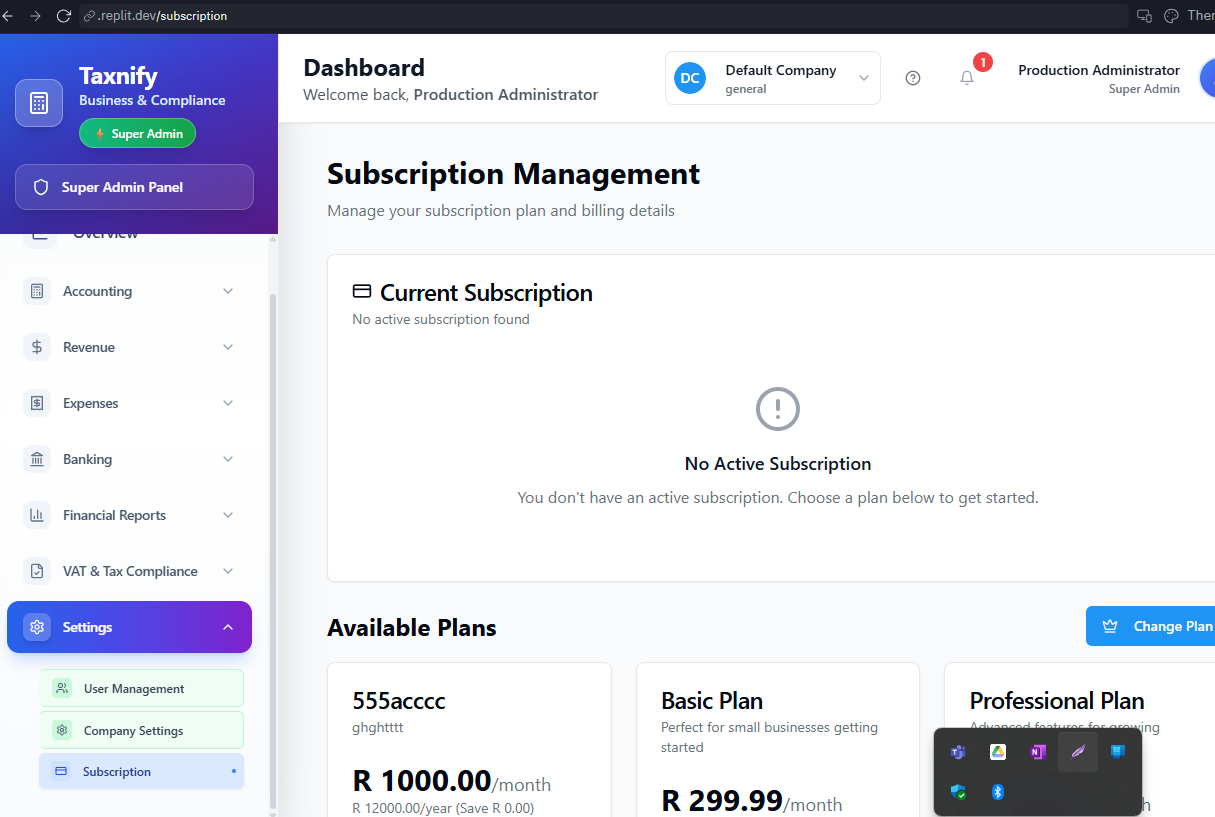 .replit.dev/subscription
Ther
Taxnify
Business & Compliance
Super Admin
Super Admin Panel
Overview
Accounting
Revenue
Expenses
Banking
Financial Reports
VAT & Tax Compliance
Settings
User Management
Company Settings
Subscription
Dashboard
Welcome back, Production Administrator
DC
Default Company
general
1
Production Administrator
Super Admin
Subscription Management
Manage your subscription plan and billing details
Current Subscription
No active subscription found
No Active Subscription
You don't have an active subscription. Choose a plan below to get started.
Available Plans
Change Plan
555acccc
ghghtttt
R 1000.00/month
R 12000.00/year (Save R 0.00)
Basic Plan
Perfect for small businesses getting
started
R 299.99/month
Professional Plan
Advanced features for growing